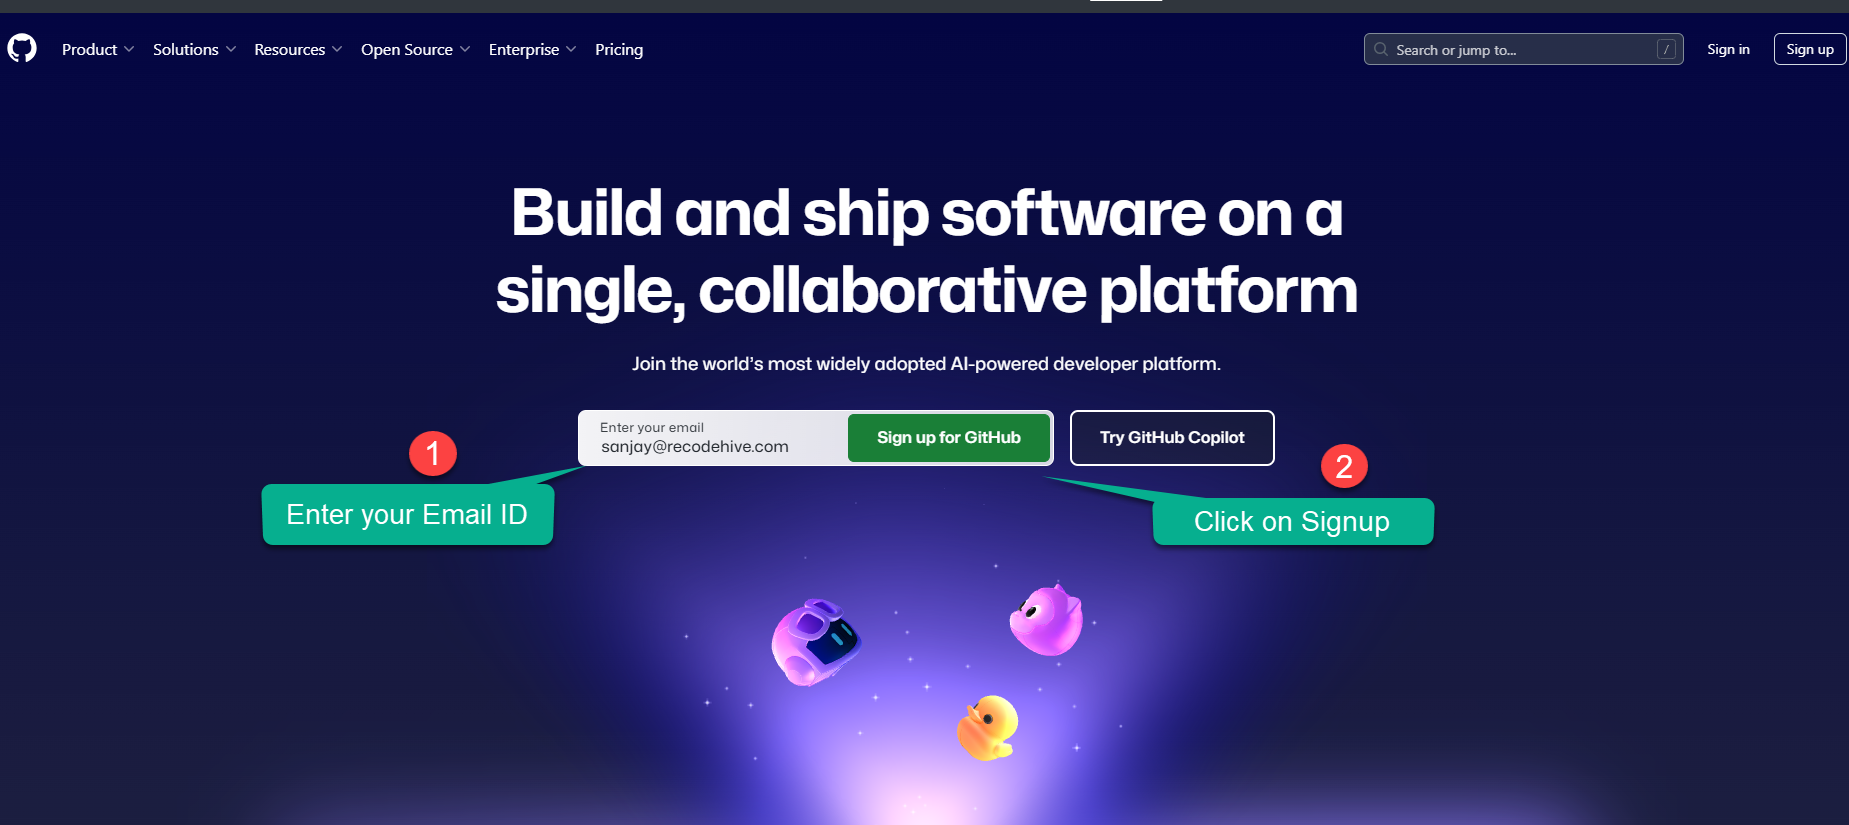 Product
Solutions
Resources
Open Source
Enterprise
Pricing
Search or jump to...
/
Sign in
Sign up
Build and ship software on a
single, collaborative platform
Join the world’s most widely adopted AI-powered developer platform.
Enter your email
sanjay@recodehive.com
Sign up for GitHub
Try GitHub Copilot
1
Enter your Email ID
2
Click on Signup